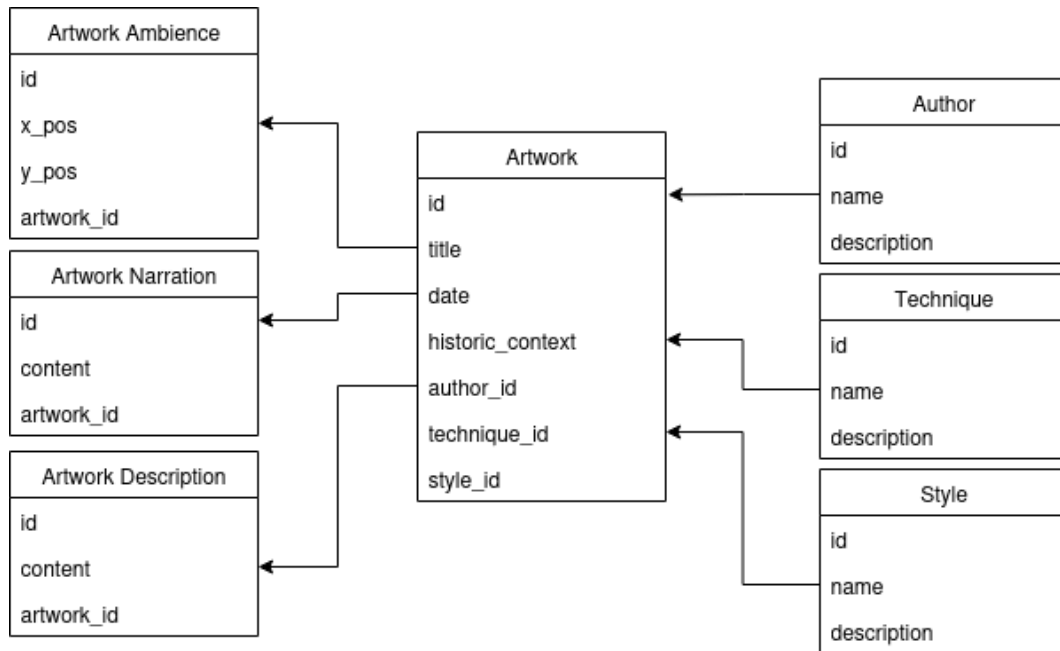 Artwork Ambience
id
x_pos
y_pos
artwork_id
Artwork Narration
id
content
artwork_id
Artwork Description
id
content
artwork_id
Artwork
id
title
date
historic_context
author_id
technique_id
style_id
Author
id
name
description
Technique
id
name
description
Style
id
name
description